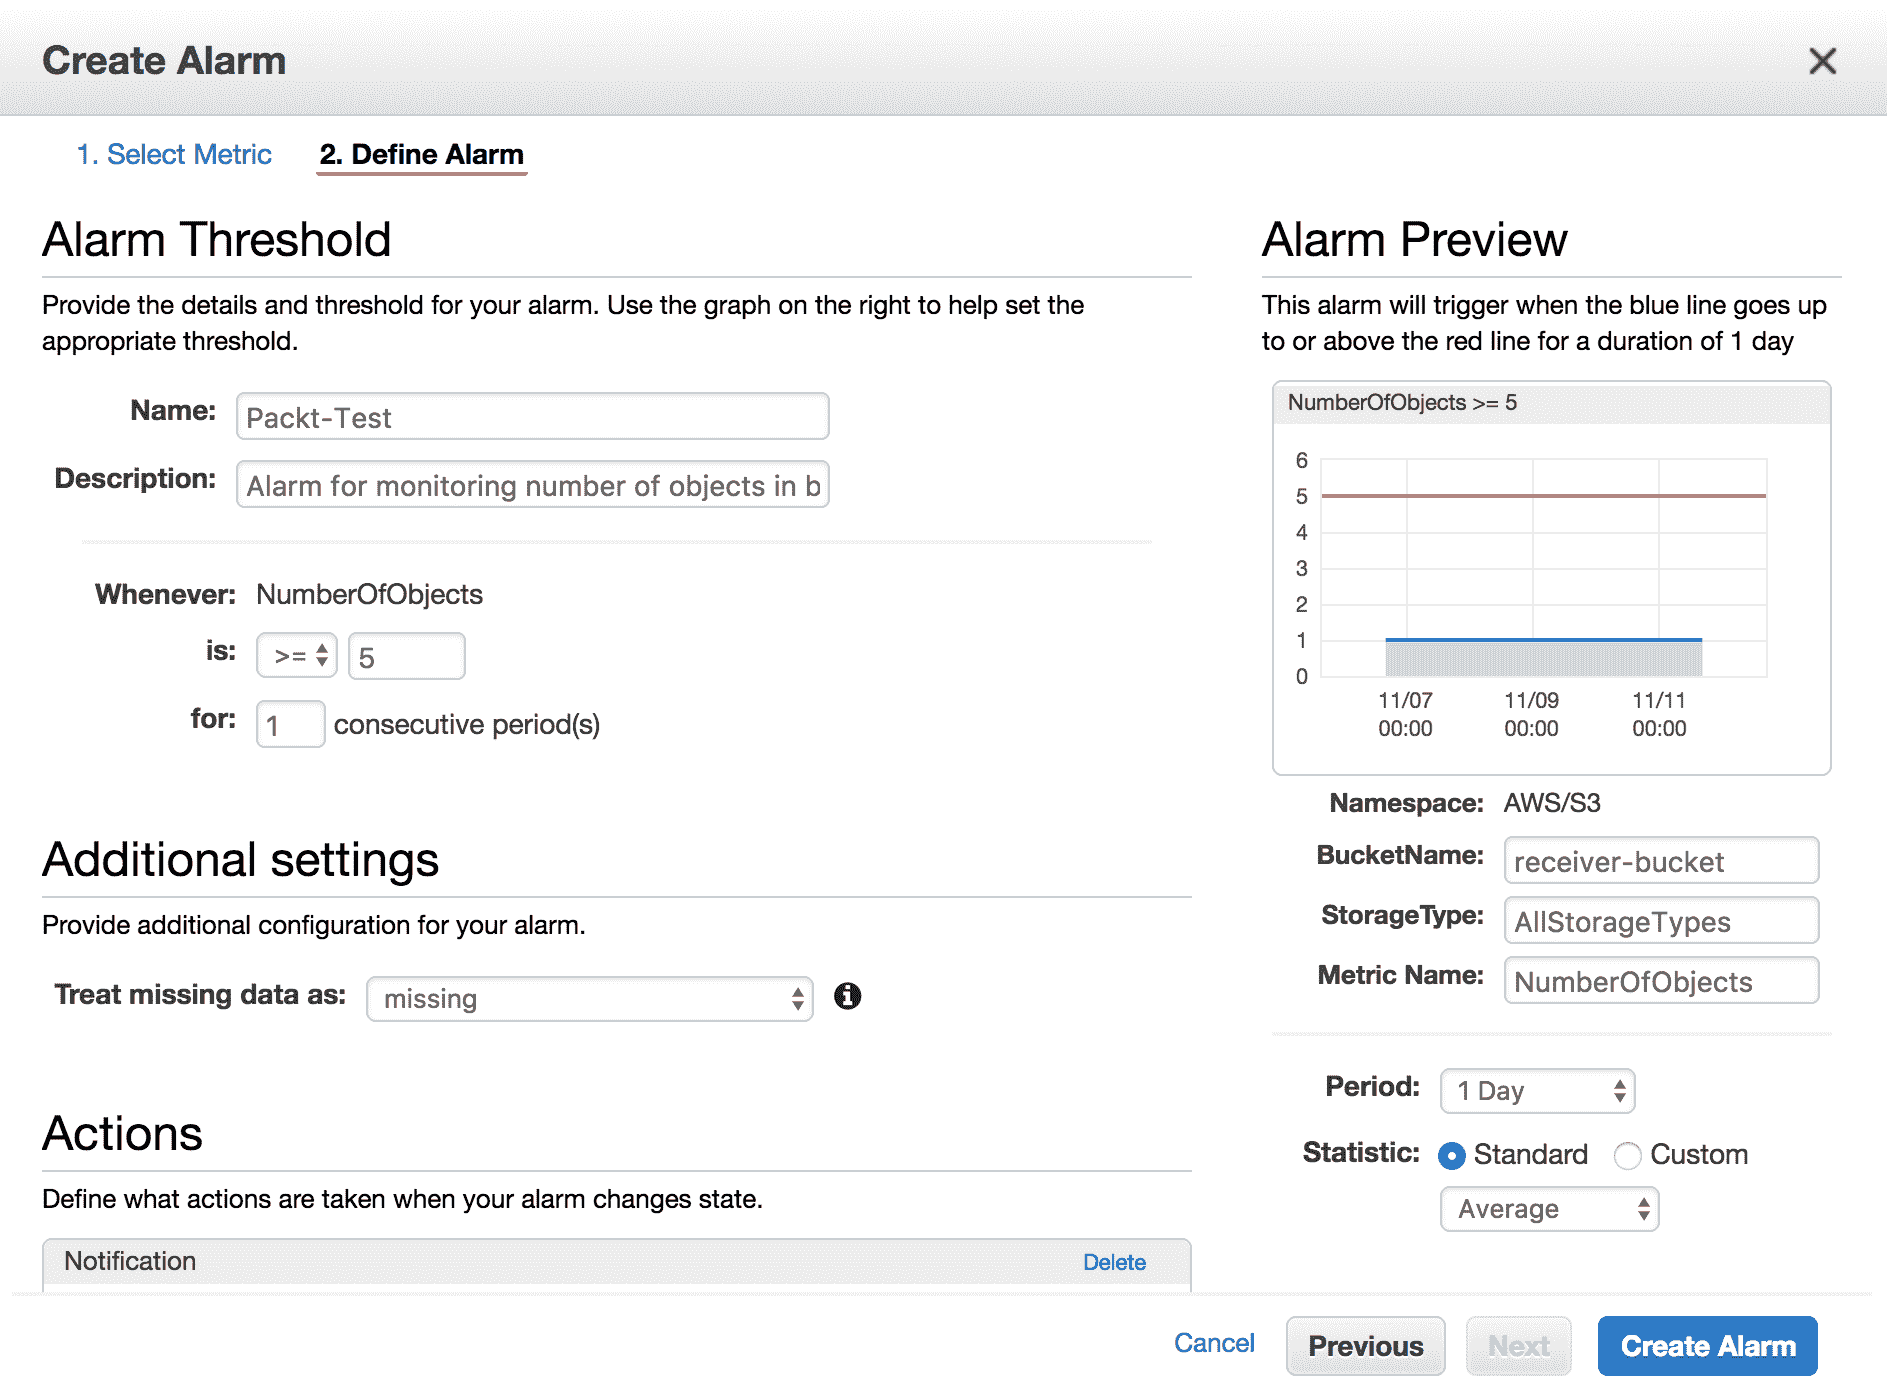 Create Alarm
1. Select Metric
2. Define Alarm
Alarm Threshold
Provide the details and threshold for your alarm. Use the graph on the right to help set the
appropriate threshold.
Name: Packt-Test
Description: Alarm for monitoring number of objects in b
Whenever: NumberOfObjects
is: >= 5
for: 1 consecutive period(s)
Additional settings
Provide additional configuration for your alarm.
Treat missing data as: missing
Actions
Define what actions are taken when your alarm changes state.
Notification
Delete
Alarm Preview
This alarm will trigger when the blue line goes up
to or above the red line for a duration of 1 day
NumberOfObjects >= 5
6
5
4
3
2
1
0
11/07 11/09 11/11
00:00 00:00 00:00
Namespace: AWS/S3
BucketName: receiver-bucket
StorageType: AllStorageTypes
Metric Name: NumberOfObjects
Period: 1 Day
Statistic: Standard Custom
Average
Cancel
Previous
Next
Create Alarm